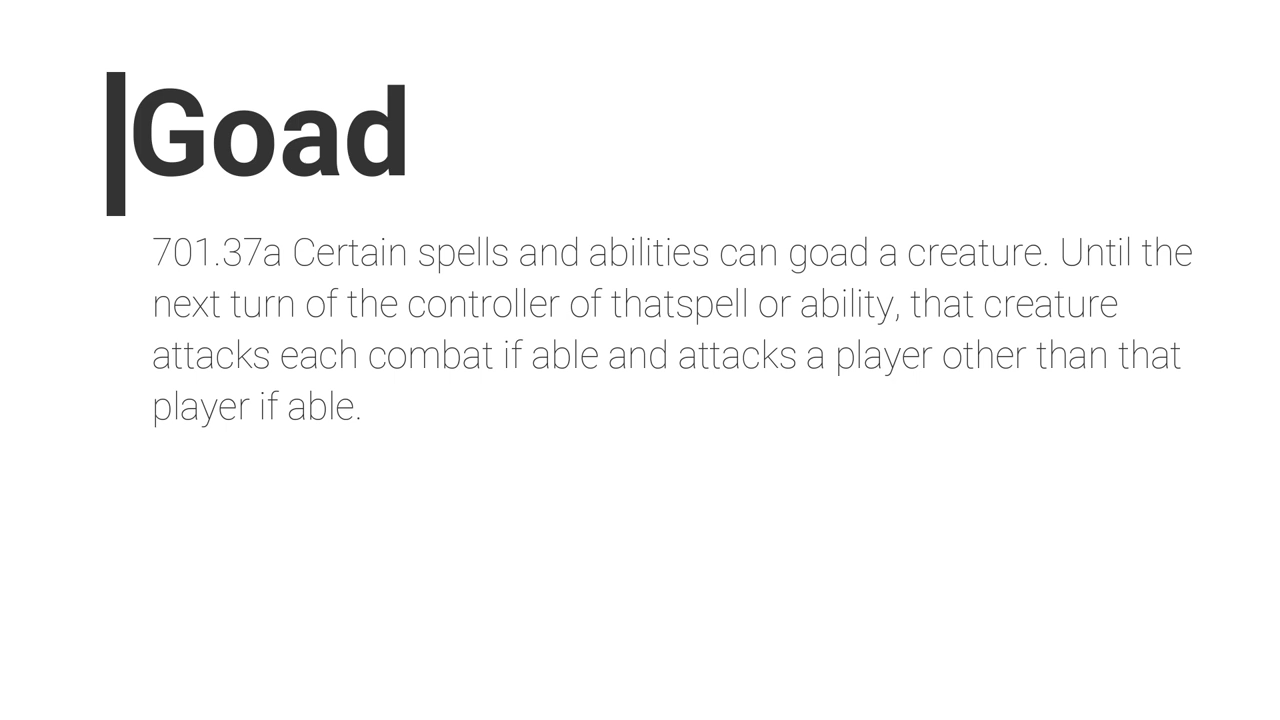 Goad
701.37a Certain spells and abilities can goad a creature. Until the
next turn of the controller of thatspell or ability, that creature
attacks each combat if able and attacks a player other than that
player if able.